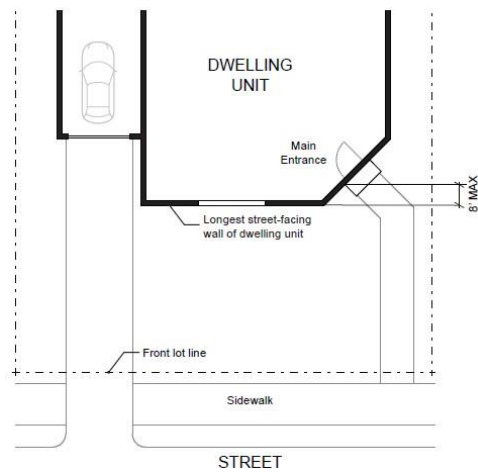 DWELLING
UNIT
Main
Entrance
8' MAX
Longest street-facing
wall of dwelling unit
Front lot line
Sidewalk
STREET